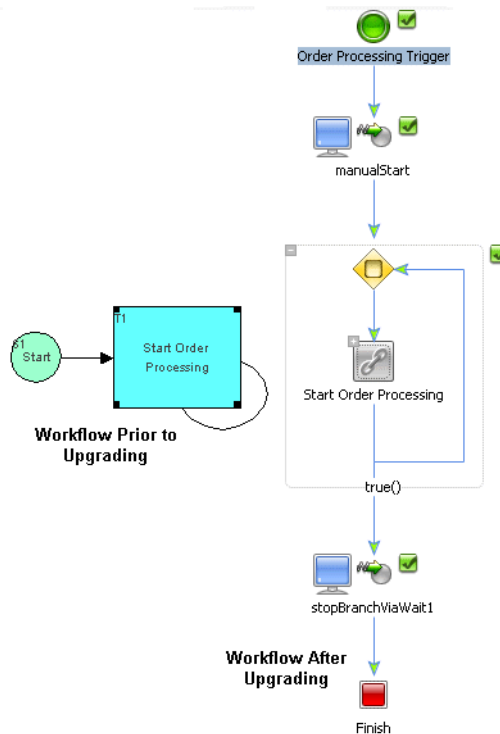 Order Processing Trigger
manualStart
S1
Start
T1
Start Order
Processing
Workflow Prior to
Upgrading
Start Order Processing
true()
stopBranchViaWait1
Workflow After
Upgrading
Finish